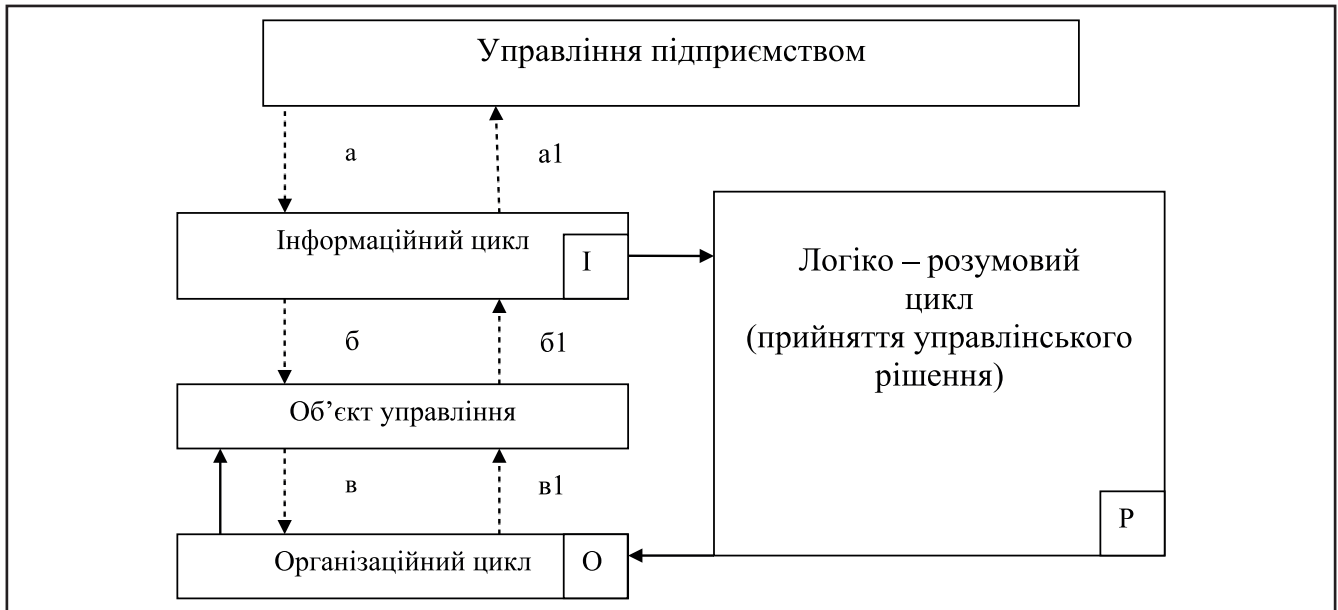 Управління підприємством
а
а1
Інформаційний цикл
І
Логіко – розумовий
цикл
(прийняття управлінського
рішення)
б
б1
Об’єкт управління
в
в1
Р
Організаційний цикл
О